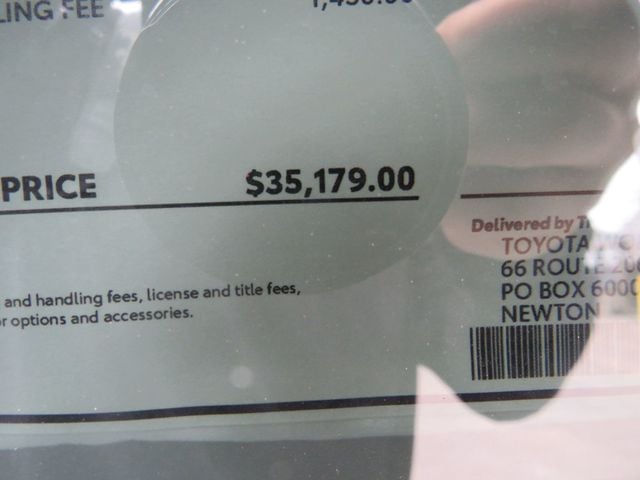 LING FEE
PRICE $35,179.00
and handling fees, license and title fees,
r options and accessories.
Delivered by
TOYOTA
66 ROUTE
PO BOX 6000
NEWTON